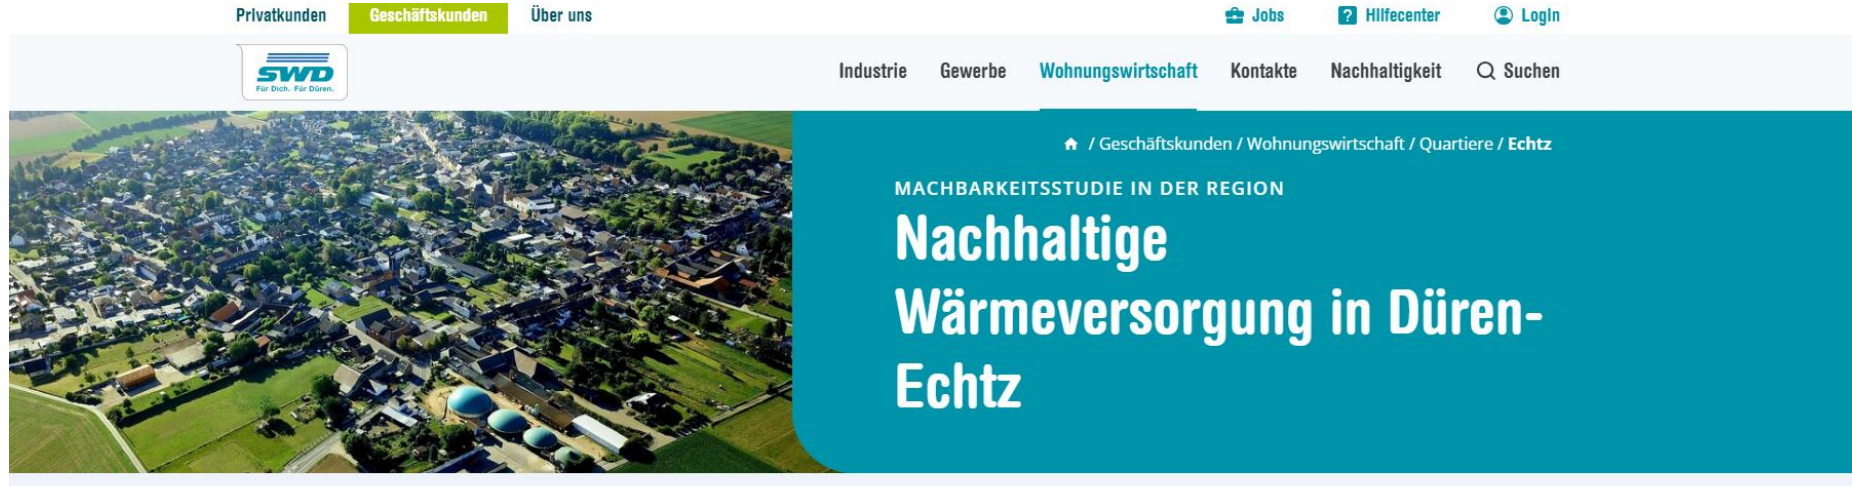 Privatkunden Geschäftskunden Über uns Jobs Hilfecenter Login
SWD
Für Dich. Für Düren.
Industrie Gewerbe Wohnungswirtschaft Kontakte Nachhaltigkeit Suchen
/ Geschäftskunden / Wohnungswirtschaft / Quartiere / Echtz
MACHBARKEITSSTUDIE IN DER REGION
Nachhaltige
Wärmeversorgung in Düren-
Echtz